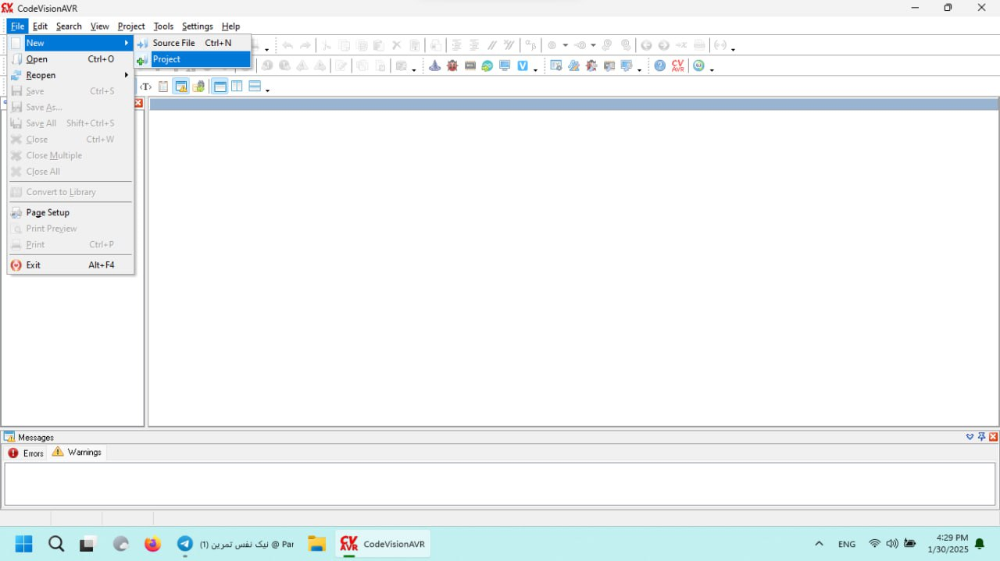 CodeVisionAVR
File Edit Search View Project Tools Settings Help
New
Source File Ctrl+N
Project
Open Ctrl+O
Reopen
Save Ctrl+S
Save As...
Save All Shift+Ctrl+S
Close Ctrl+W
Close Multiple
Close All
Convert to Library
Page Setup
Print Preview
Print Ctrl+P
Exit Alt+F4
Messages
Errors Warnings
نیک نفس تمرین (1) @ Par
CodeVisionAVR
ENG
4:29 PM
1/30/2025